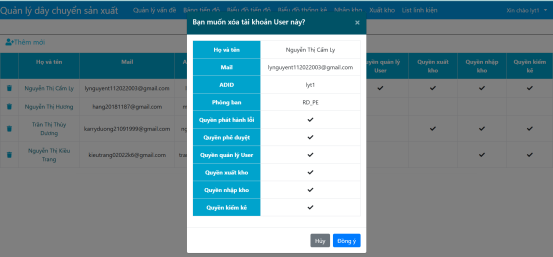 Quản lý dây chuyền sản xuất Quản lý vấn đề Bảng tiến độ Biểu đồ tiến độ Biểu đồ thống kê Nhập kho Xuất kho List linh kiện Xin chào lyt1
Bạn muốn xóa tài khoản User này? ×
Thêm mới
Họ và tên Mail quản lý User Quyền xuất kho Quyền nhập kho Quyền kiểm kê
Họ và tên Nguyễn Thị Cẩm Ly
Mail lynguyent112022003@gmail.com
ADID lyt1
Phòng ban RD_PE
Quyền phát hành lỗi ✔
Quyền phê duyệt ✔
Quyền quản lý User ✔
Quyền xuất kho ✔
Quyền nhập kho ✔
Quyền kiểm kê ✔
Hủy Đồng ý
Nguyễn Thị Cẩm Ly lynguyent112022003@gmail.com
Nguyễn Thị Hương hang20181187@gmail.com
Trần Thị Thùy Dương karryduong21091999@gmail.com
Nguyễn Thị Kiều Trang kieutrang02022k6@gmail.com